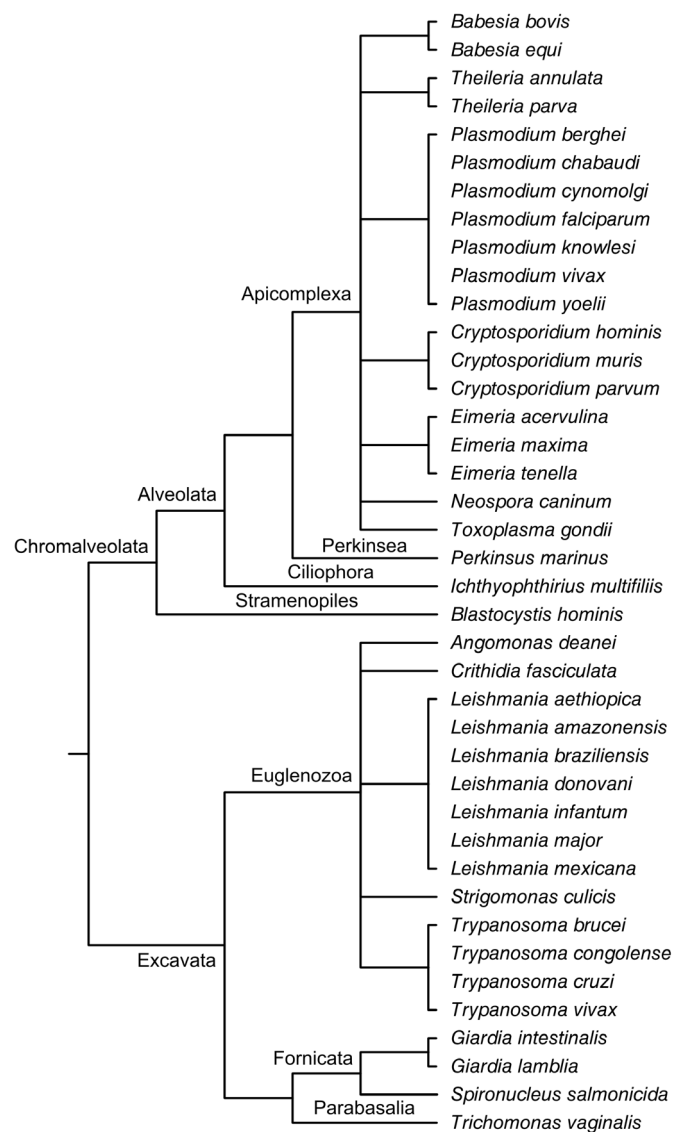 Babesia bovis
Babesia equi
Theileria annulata
Theileria parva
Plasmodium berghei
Plasmodium chabaudi
Plasmodium cynomolgi
Plasmodium falciparum
Plasmodium knowlesi
Plasmodium vivax
Apicomplexa
Plasmodium yoelii
Cryptosporidium hominis
Cryptosporidium muris
Cryptosporidium parvum
Eimeria acervulina
Eimeria maxima
Eimeria tenella
Alveolata
Neospora caninum
Toxoplasma gondii
Chromalveolata
Perkinsea
Perkinsus marinus
Ciliophora
Ichthyophthirius multifiliis
Stramenopiles
Blastocystis hominis
Angomonas deanei
Crithidia fasciculata
Leishmania aethiopica
Leishmania amazonensis
Leishmania braziliensis
Euglenozoa
Leishmania donovani
Leishmania infantum
Leishmania major
Leishmania mexicana
Strigomonas culicis
Trypanosoma brucei
Trypanosoma congolense
Excavata
Trypanosoma cruzi
Trypanosoma vivax
Giardia intestinalis
Fornicata
Giardia lamblia
Spironucleus salmonicida
Parabasalia
Trichomonas vaginalis